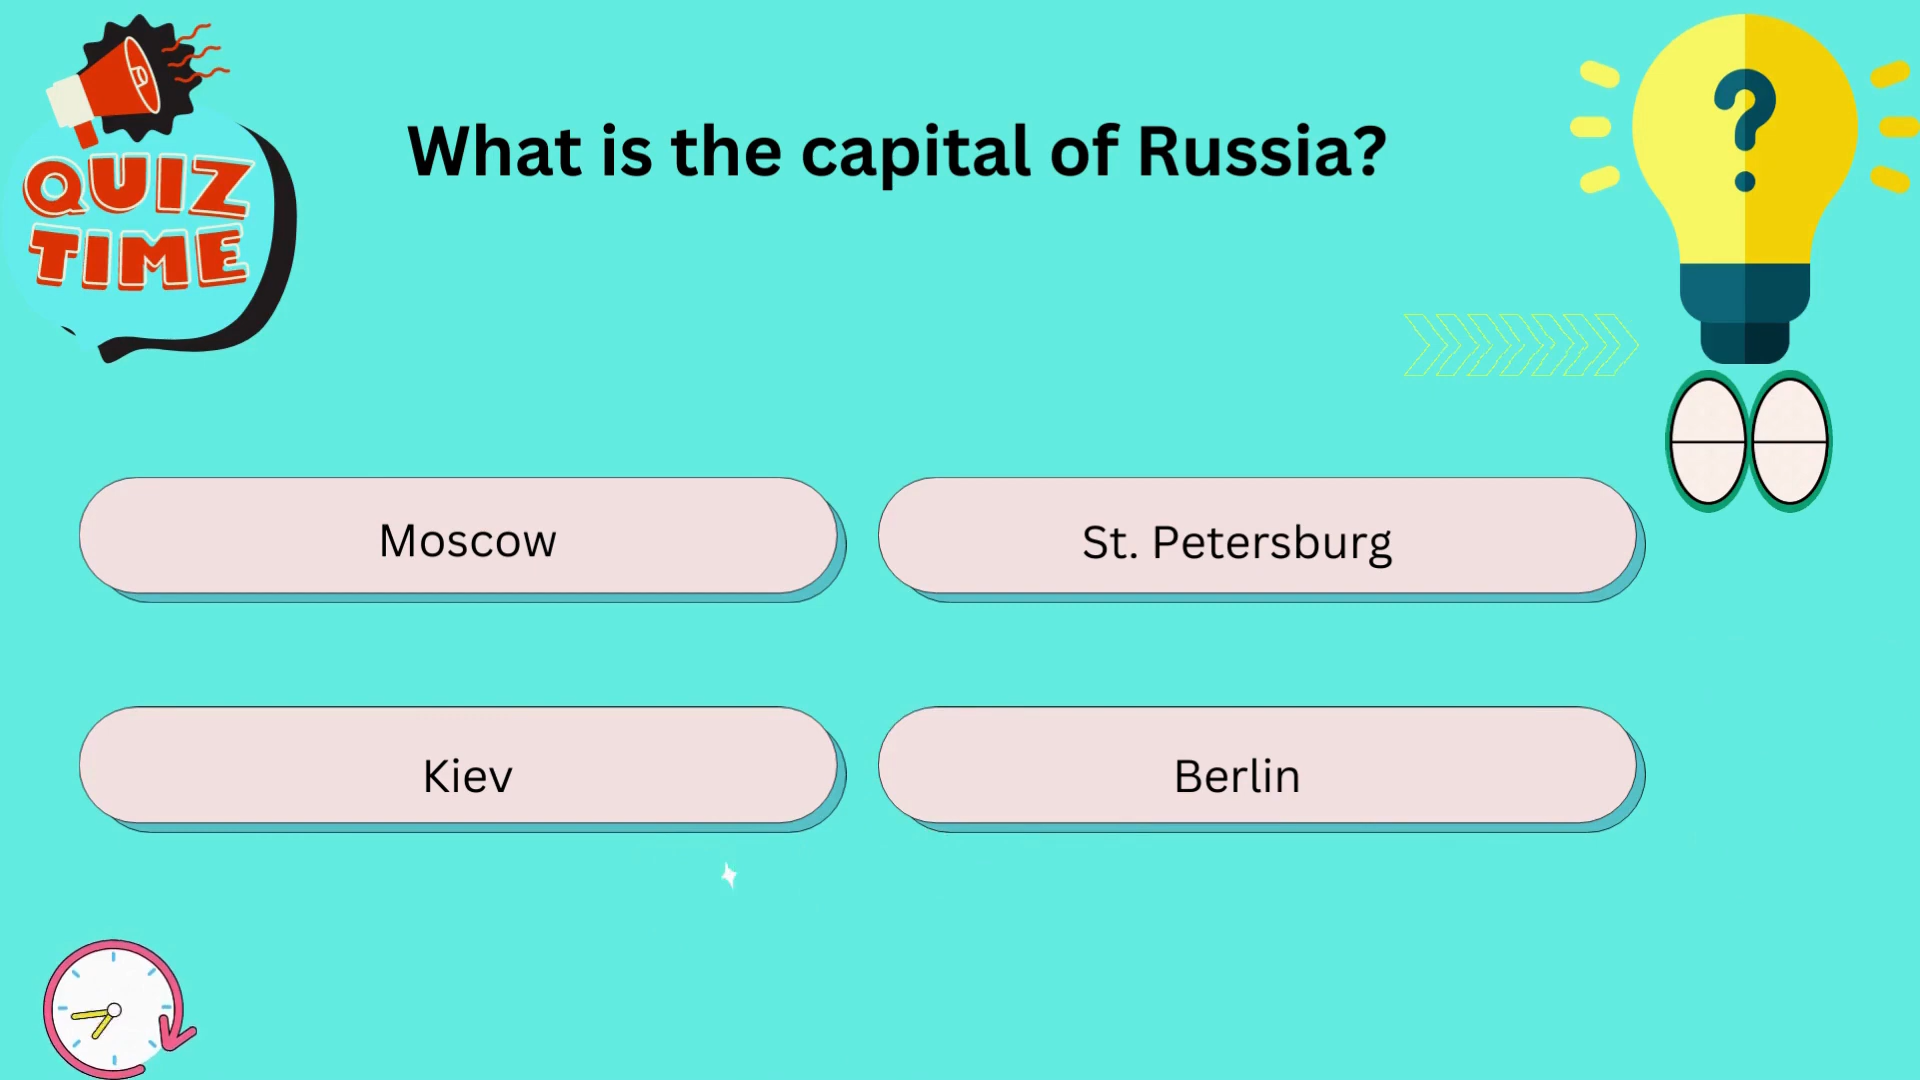 QUIZ
TIME
What is the capital of Russia?
?
Moscow
St. Petersburg
Kiev
Berlin